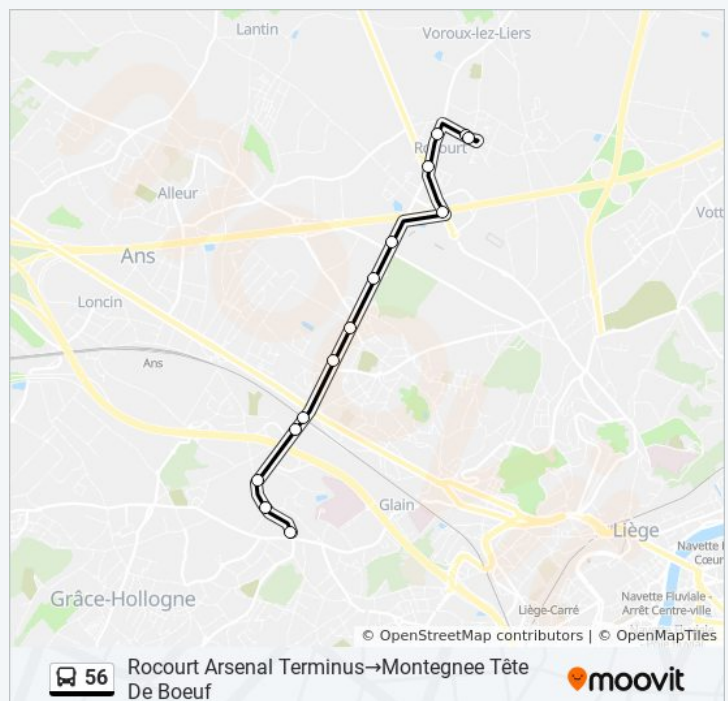 Lantin
Voroux-lez-Liers
Rocourt
Alleur
Vott
Ans
Loncin
Ans
Glain
Liège
Navette
Cœur
Grâce-Hollogne
Navette Fluviale -
Liège-Carré
Arrêt Centre-ville
© OpenStreetMap contributors | © OpenMapTiles
56
Rocourt Arsenal Terminus→Montegnee Tête
De Boeuf
moovit